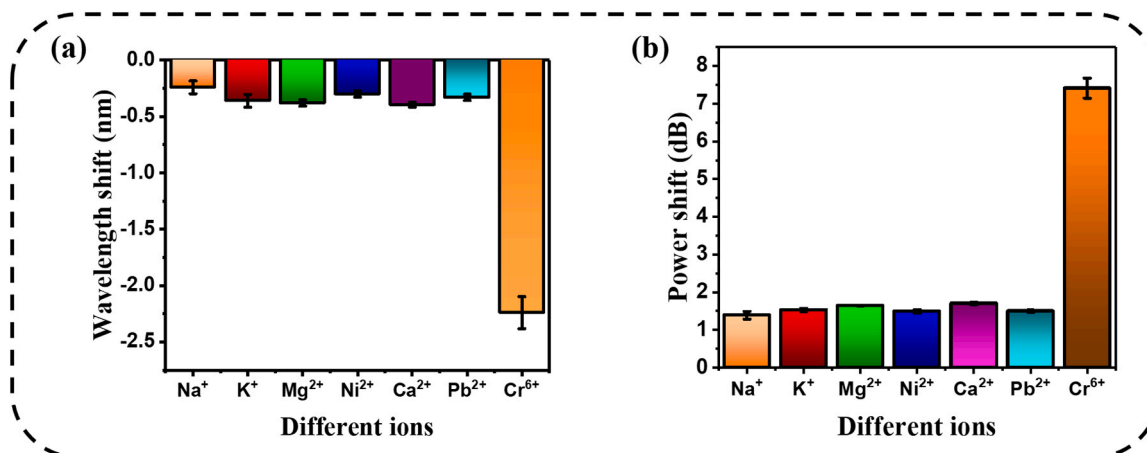 (a)
Wavelength shift (nm)
0.0
-0.5
-1.0
-1.5
-2.0
-2.5
Na⁺ K⁺ Mg²⁺ Ni²⁺ Ca²⁺ Pb²⁺ Cr⁶⁺
Different ions
(b)
Power shift (dB)
8
7
6
5
4
3
2
1
0
Na⁺ K⁺ Mg²⁺ Ni²⁺ Ca²⁺ Pb²⁺ Cr⁶⁺
Different ions